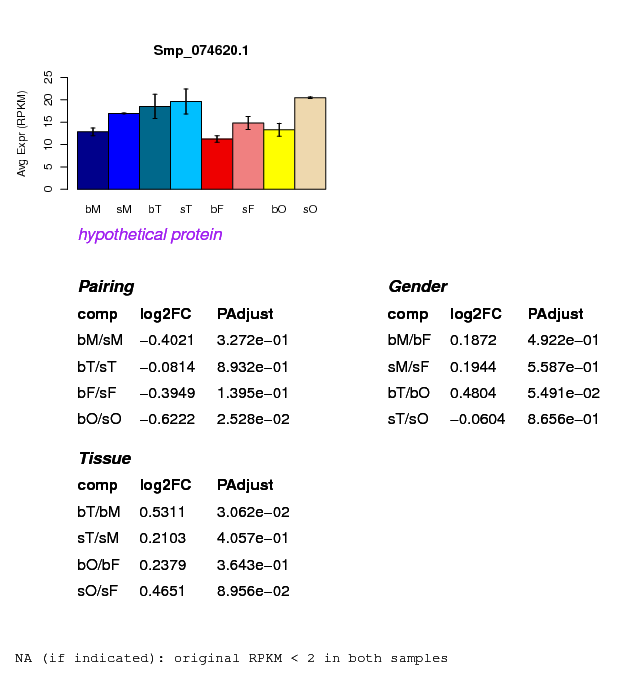 Smp_074620.1
Avg Expr (RPKM)
0 5 10 15 20 25
bM sM bT sT bF sF bO sO
hypothetical protein
Pairing
comp log2FC PAdjust
bM/sM −0.4021 3.272e−01
bT/sT −0.0814 8.932e−01
bF/sF −0.3949 1.395e−01
bO/sO −0.6222 2.528e−02
Gender
comp log2FC PAdjust
bM/bF 0.1872 4.922e−01
sM/sF 0.1944 5.587e−01
bT/bO 0.4804 5.491e−02
sT/sO −0.0604 8.656e−01
Tissue
comp log2FC PAdjust
bT/bM 0.5311 3.062e−02
sT/sM 0.2103 4.057e−01
bO/bF 0.2379 3.643e−01
sO/sF 0.4651 8.956e−02
NA (if indicated): original RPKM < 2 in both samples